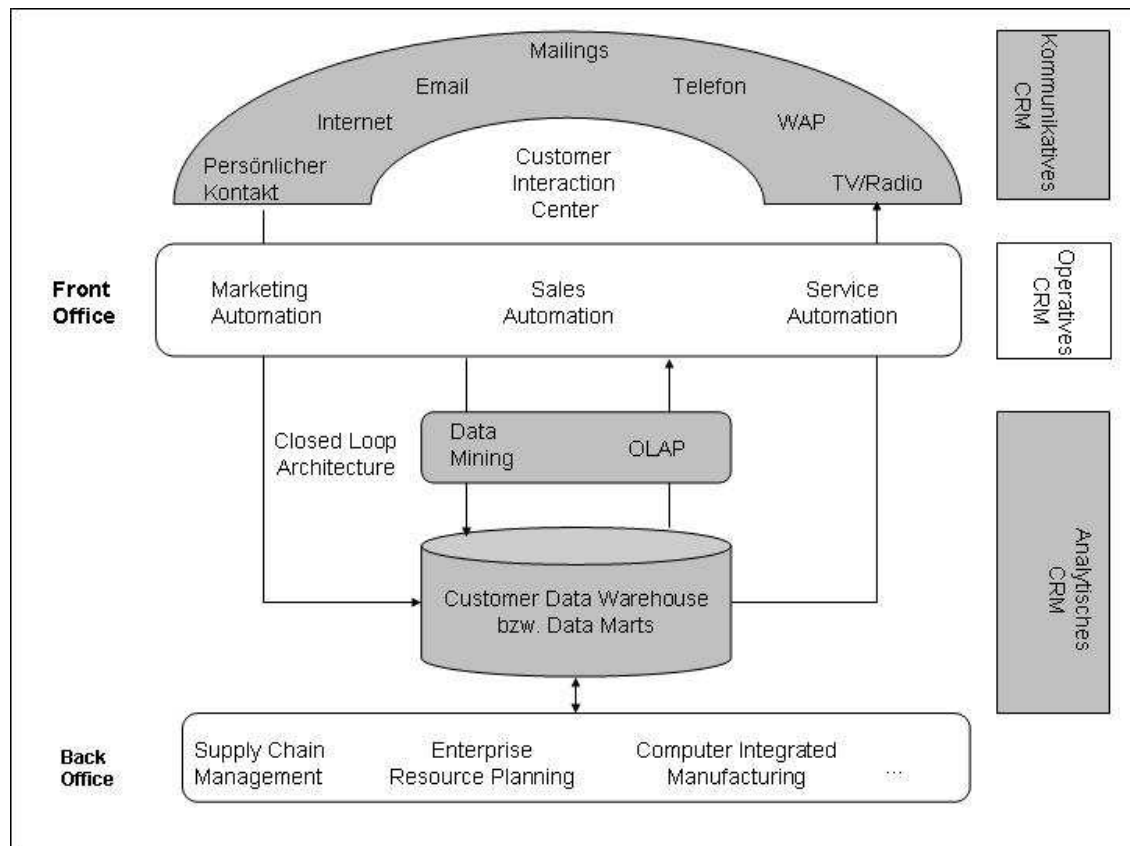 Mailings
Email
Telefon
Internet
WAP
Persönlicher
Kontakt
Customer
Interaction
Center
TV/Radio
Kommunikatives
CRM
Front
Office
Marketing
Automation
Sales
Automation
Service
Automation
Operatives
CRM
Closed Loop
Architecture
Data
Mining
OLAP
Customer Data Warehouse
bzw. Data Marts
Analytisches
CRM
Back
Office
Supply Chain
Management
Enterprise
Resource Planning
Computer Integrated
Manufacturing
...